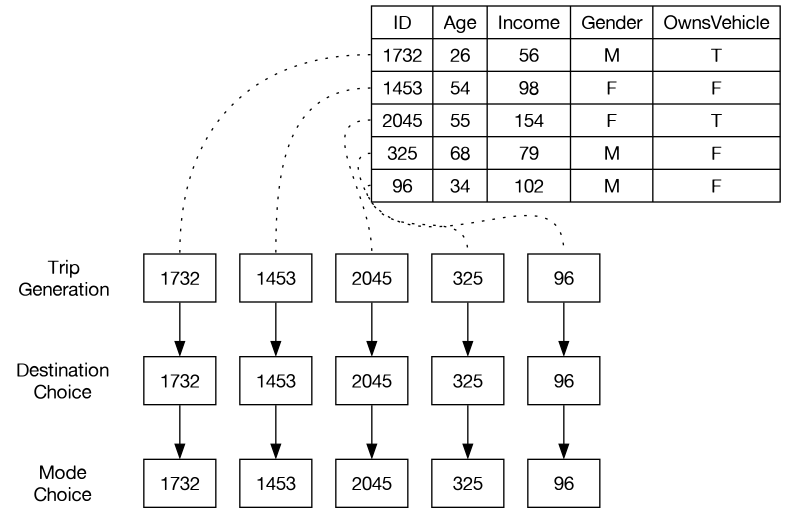 ID Age Income Gender OwnsVehicle
1732 26 56 M T
1453 54 98 F F
2045 55 154 F T
325 68 79 M F
96 34 102 M F
Trip
Generation
1732 1453 2045 325 96
Destination
Choice
1732 1453 2045 325 96
Mode
Choice
1732 1453 2045 325 96